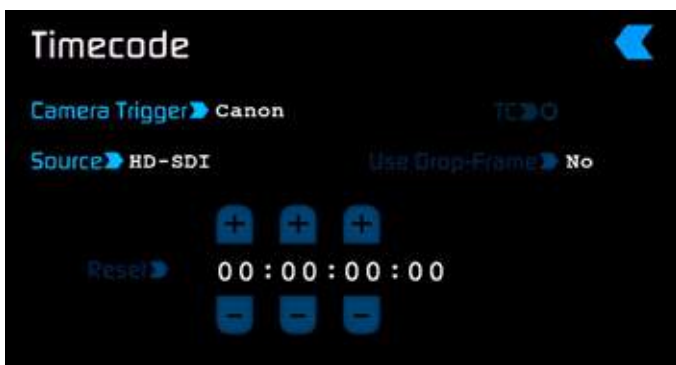 Timecode
Camera Trigger Canon TC
Source HD-SDI Use Drop-Frame No
+ + +
Reset 00:00:00:00
- - -